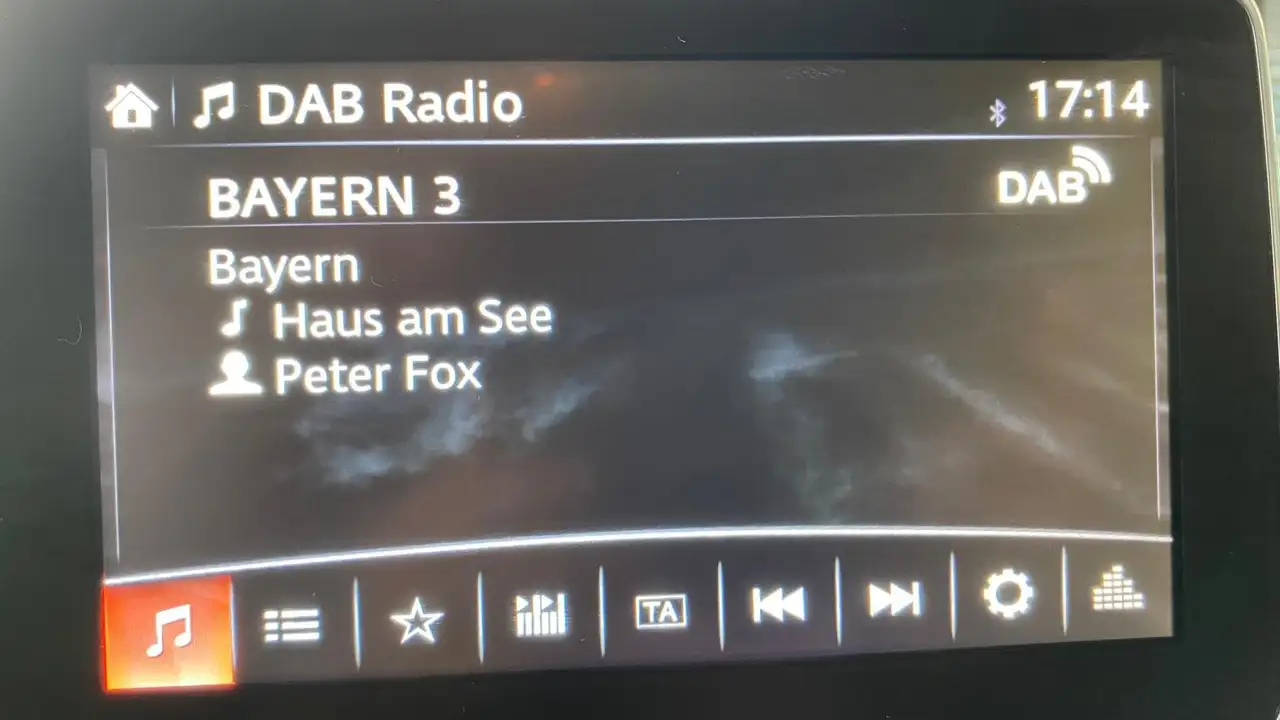 DAB Radio 17:14
BAYERN 3 DAB
Bayern
Haus am See
Peter Fox
TA